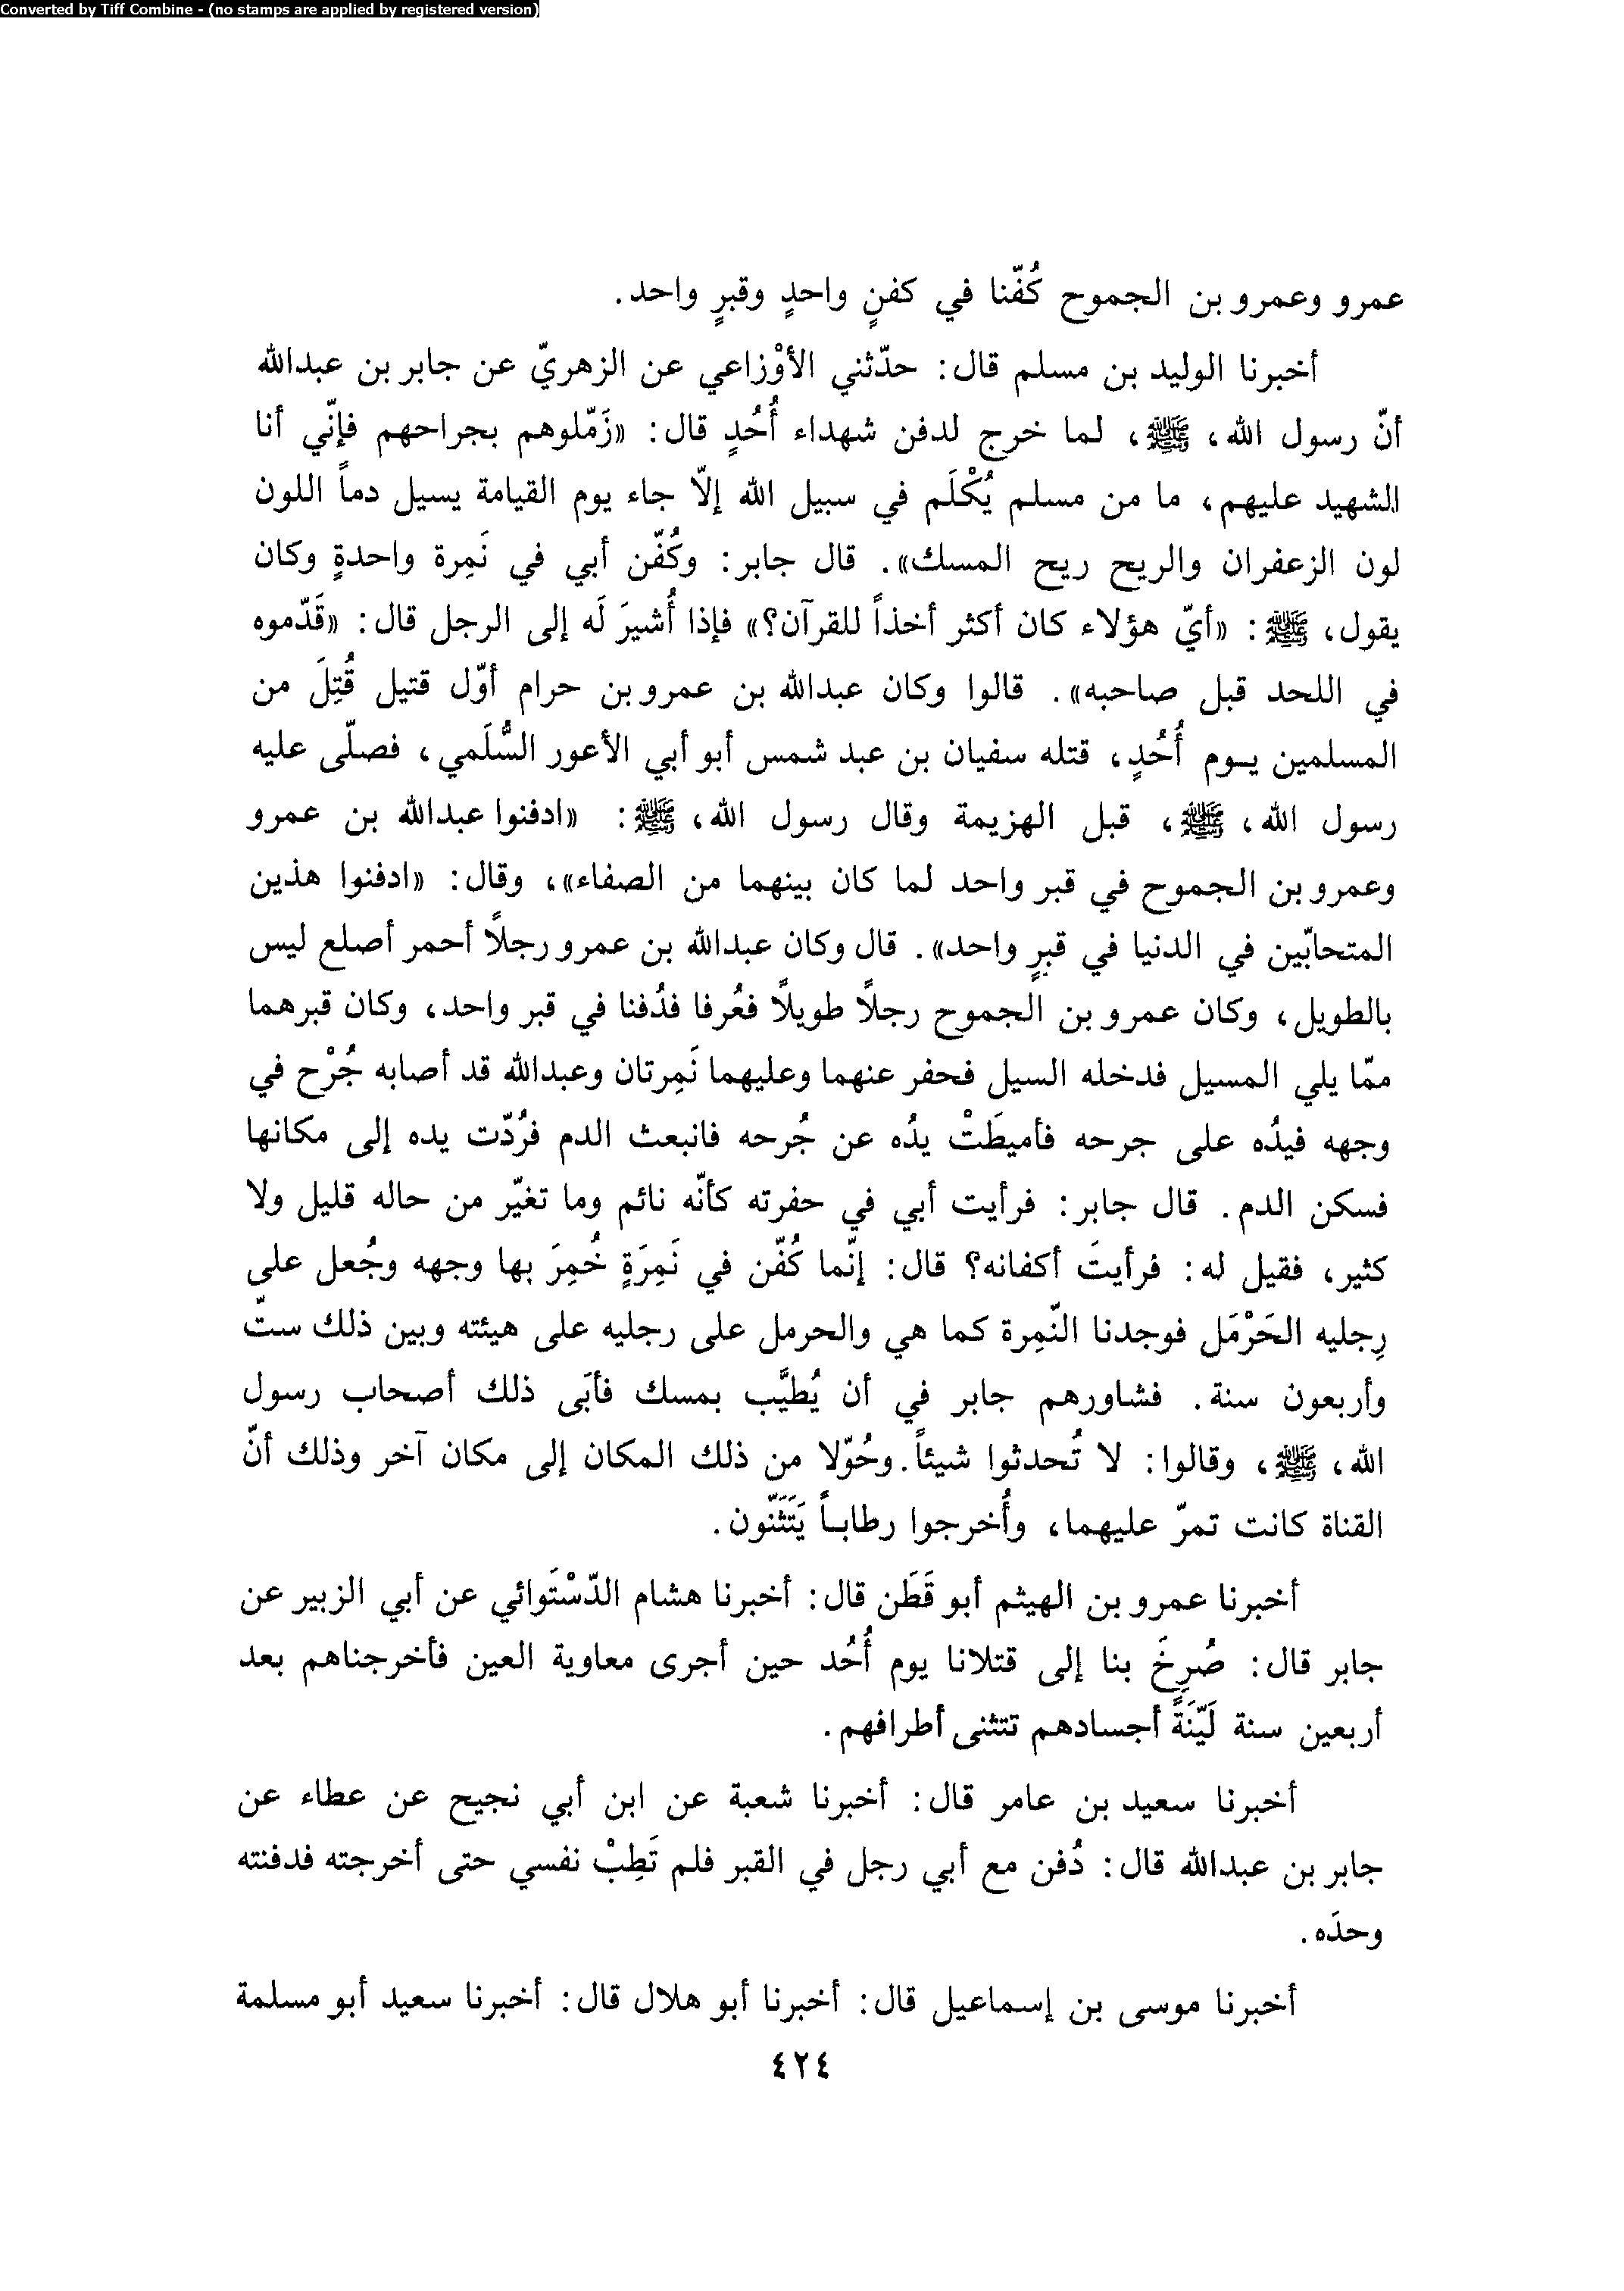 Converted by Tiff Combine - (no stamps are applied by registered version)
عمرو وعمرو بن الجموح كُفّنا في كفنٍ واحدٍ وقبرٍ واحد.
أخبرنا الوليد بن مسلم قال: حدّثني الأوْزاعي عن الزهريّ عن جابر بن عبدالله
أنّ رسول الله، ﷺ، لما خرج لدفن شهداء أُحُدٍ قال: «زَمّلوهم بجراحهم فإنّي أنا
الشهيد عليهم، ما من مسلم يُكْلَم في سبيل الله إلاّ جاء يوم القيامة يسيل دماً اللون
لون الزعفران والريح ريح المسك». قال جابر: وكُفّن أبي في نَمِرة واحدةٍ وكان
يقول، ﷺ: «أيّ هؤلاء كان أكثر أخذاً للقرآن؟» فإذا أُشيرَ لَه إلى الرجل قال: «قَدّموه
في اللحد قبل صاحبه». قالوا وكان عبدالله بن عمرو بن حرام أوّل قتيل قُتِلَ من
المسلمين يوم أُحُدٍ، قتله سفيان بن عبد شمس أبو أبي الأعور السُّلَمي، فصلّى عليه
رسول الله، ﷺ، قبل الهزيمة وقال رسول الله، ﷺ: «ادفنوا عبدالله بن عمرو
وعمرو بن الجموح في قبر واحد لما كان بينهما من الصفاء»، وقال: «ادفنوا هذين
المتحابّين في الدنيا في قبرٍ واحد». قال وكان عبدالله بن عمرو رجلاً أحمر أصلع ليس
بالطويل، وكان عمرو بن الجموح رجلاً طويلاً فعُرفا فدُفنا في قبر واحد، وكان قبرهما
ممّا يلي المسيل فدخله السيل فحفر عنهما وعليهما نَمِرتان وعبدالله قد أصابه جُرْح في
وجهه فيدُه على جرحه فأميطَتْ يدُه عن جُرحه فانبعث الدم فرُدّت يده إلى مكانها
فسكن الدم. قال جابر: فرأيت أبي في حفرته كأنّه نائم وما تغيّر من حاله قليل ولا
كثير، فقيل له: فرأيتَ أكفانه؟ قال: إنّما كُفّن في نَمِرَةٍ خُمِرَ بها وجهه وجُعل على
رِجليه الحَرْمَل فوجدنا النّمِرة كما هي والحرمل على رجليه على هيئته وبين ذلك ستّ
وأربعون سنة. فشاورهم جابر في أن يُطيَّب بمسك فأبَى ذلك أصحاب رسول
الله، ﷺ، وقالوا: لا تُحدثوا شيئاً. وحُوّلا من ذلك المكان إلى مكان آخر وذلك أنّ
القناة كانت تمرّ عليهما، وأُخرجوا رطاباً يَتَثَنّون.
أخبرنا عمرو بن الهيثم أبو قَطَن قال: أخبرنا هشام الدّسْتَوائي عن أبي الزبير عن
جابر قال: صُرِخَ بنا إلى قتلانا يوم أُحُد حين أجرى معاوية العين فأخرجناهم بعد
أربعين سنة لَيّنَةً أجسادهم تتثنى أطرافهم.
أخبرنا سعيد بن عامر قال: أخبرنا شعبة عن ابن أبي نجيح عن عطاء عن
جابر بن عبدالله قال: دُفن مع أبي رجل في القبر فلم تَطِبْ نفسي حتى أخرجته فدفنته
وحدَه.
أخبرنا موسى بن إسماعيل قال: أخبرنا أبو هلال قال: أخبرنا سعيد أبو مسلمة
٤٢٤